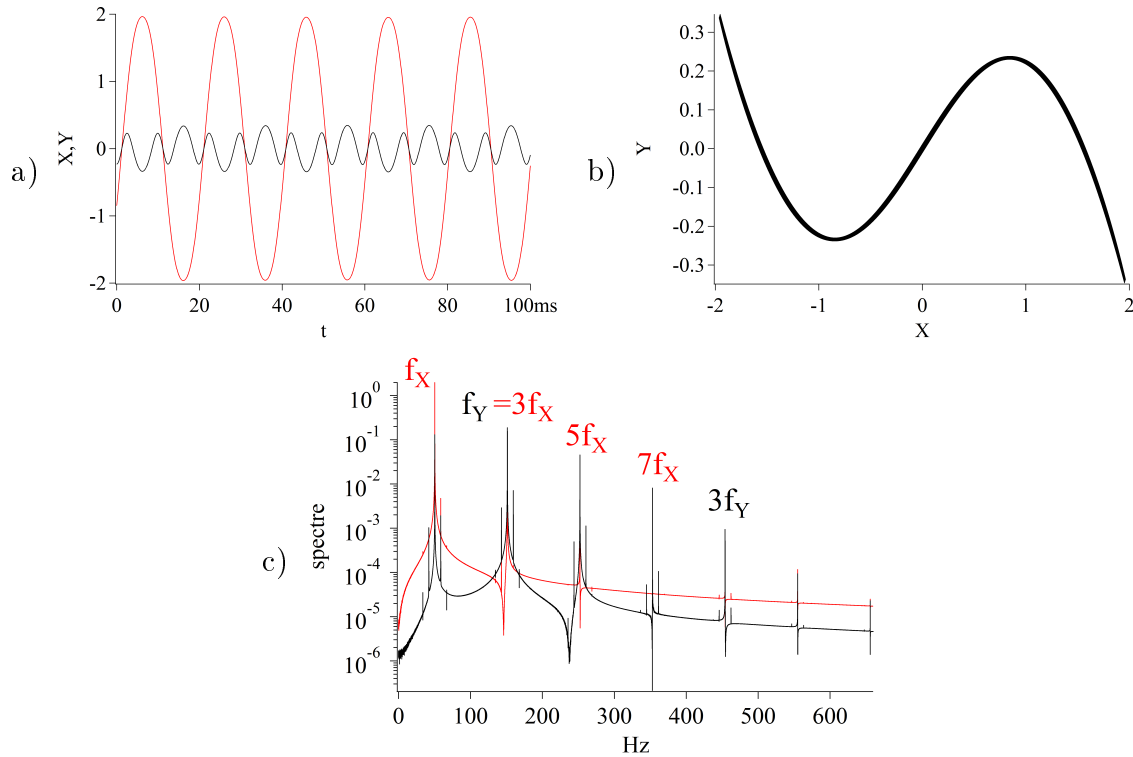 a)
X,Y
2
1
0
-1
-2
0 20 40 60 80 100ms
t
b)
Y
0.3
0.2
0.1
0.0
-0.1
-0.2
-0.3
-2 -1 0 1 2
X
c)
spectre
10^0
10^-1
10^-2
10^-3
10^-4
10^-5
10^-6
f_X
f_Y =3f_X
5f_X
7f_X
3f_Y
0 100 200 300 400 500 600
Hz